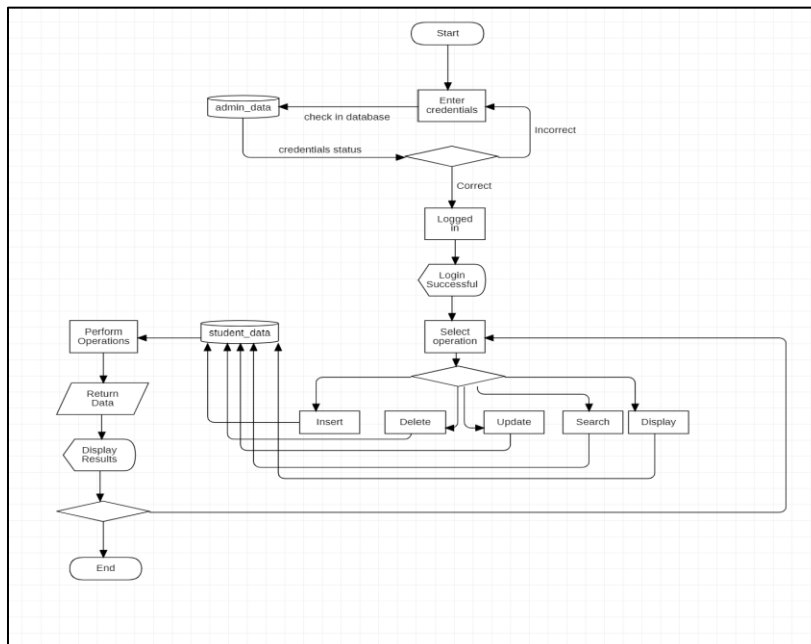 Start
Enter
credentials
admin_data
check in database
Incorrect
credentials status
Correct
Logged
in
Login
Successful
Perform
Operations
student_data
Select
operation
Return
Data
Insert
Delete
Update
Search
Display
Display
Results
End